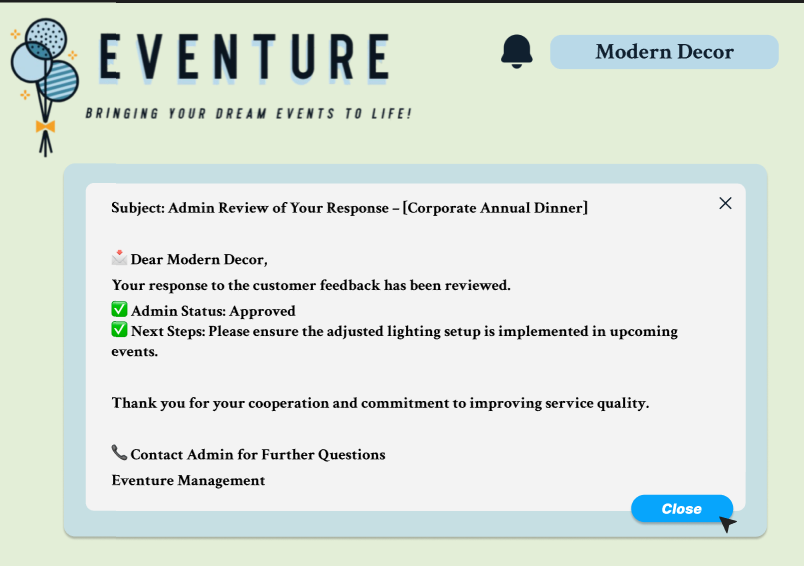 EVENTURE
BRINGING YOUR DREAM EVENTS TO LIFE!
Modern Decor
Subject: Admin Review of Your Response – [Corporate Annual Dinner]
Dear Modern Decor,
Your response to the customer feedback has been reviewed.
✅ Admin Status: Approved
✅ Next Steps: Please ensure the adjusted lighting setup is implemented in upcoming
events.
Thank you for your cooperation and commitment to improving service quality.
Contact Admin for Further Questions
Eventure Management
Close